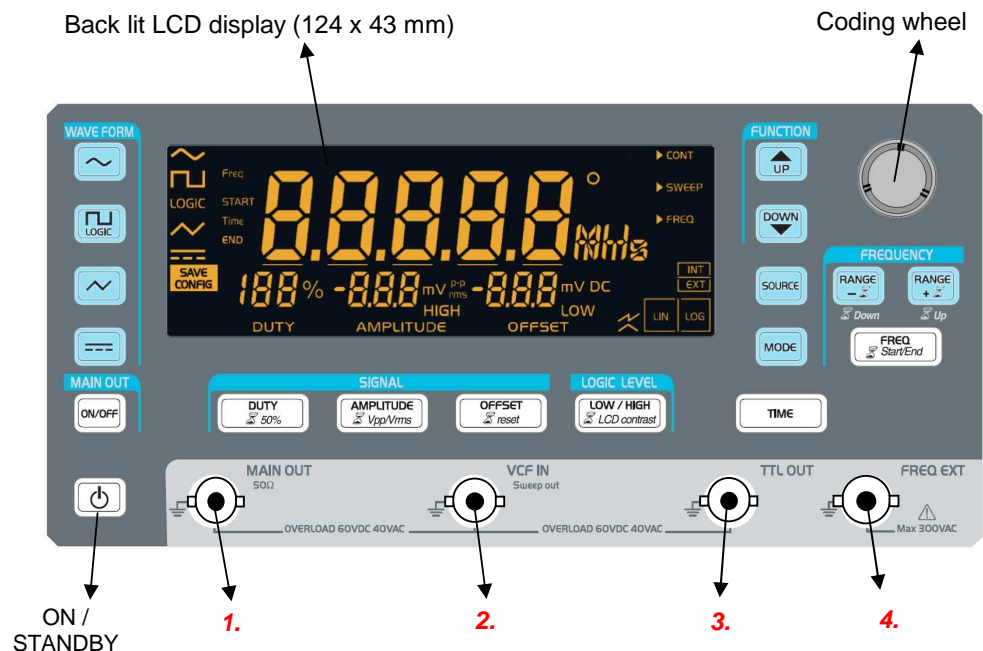 Back lit LCD display (124 x 43 mm)
Coding wheel
WAVE FORM
LOGIC
MAIN OUT
ON/OFF
Freq
START
Time
END
LOGIC
SAVE
CONFIG
88888°
MHzs
188% -8.8.8 mV p-p rms -8.8.8 mV DC
HIGH LOW
DUTY AMPLITUDE OFFSET
CONT
SWEEP
FREQ
INT
EXT
LIN LOG
FUNCTION
UP
DOWN
SOURCE
MODE
FREQUENCY
RANGE
–
RANGE
+
Down Up
FREQ
Start/End
SIGNAL
DUTY
50%
AMPLITUDE
Vpp/Vrms
OFFSET
reset
LOGIC LEVEL
LOW / HIGH
LCD contrast
TIME
MAIN OUT
50Ω
VCF IN
Sweep out
TTL OUT
FREQ EXT
OVERLOAD 60VDC 40VAC
OVERLOAD 60VDC 40VAC
Max 300VAC
ON /
STANDBY
1. 2. 3. 4.